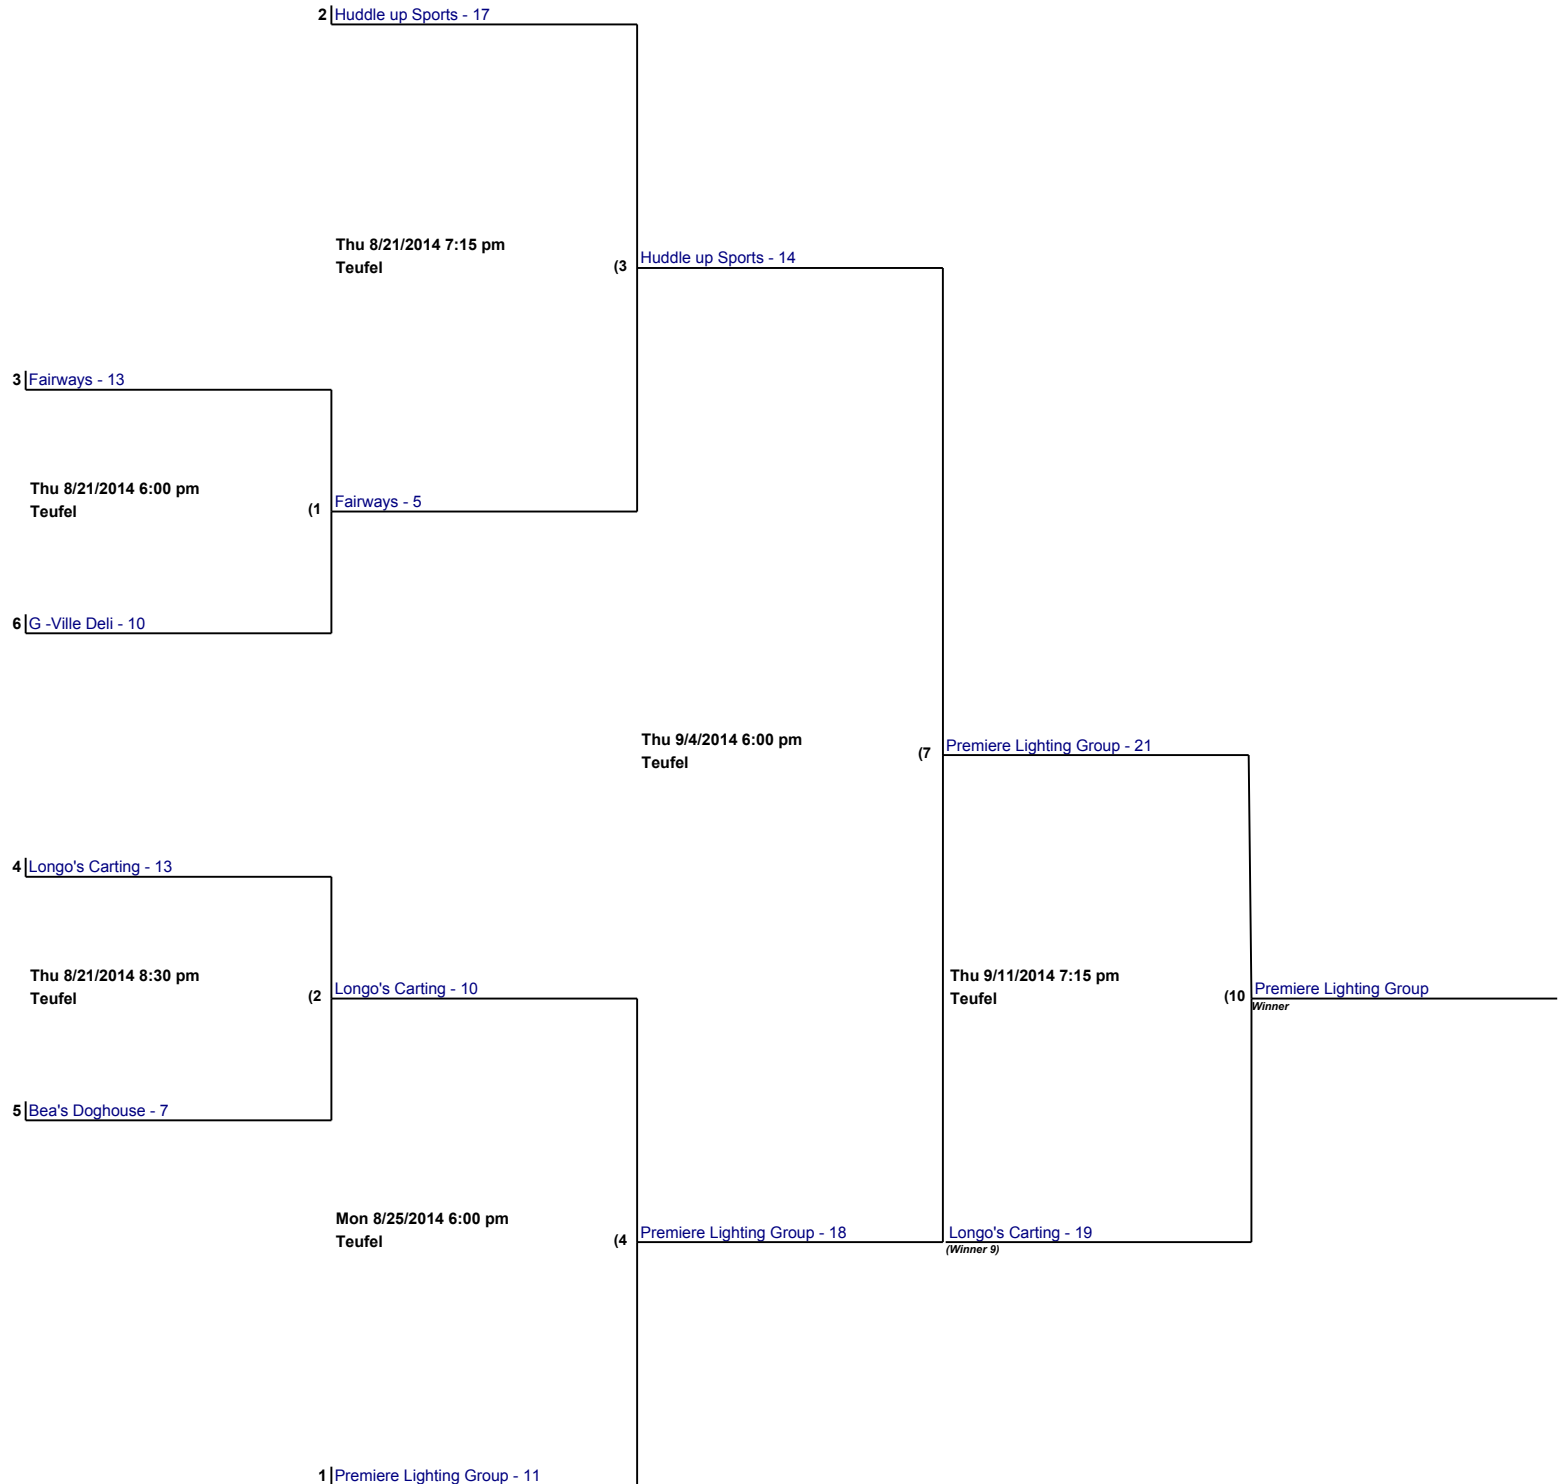 2 Huddle up Sports - 17
Thu 8/21/2014 7:15 pm
Teufel
(3
Huddle up Sports - 14
3 Fairways - 13
Thu 8/21/2014 6:00 pm
Teufel
(1
Fairways - 5
6 G -Ville Deli - 10
Thu 9/4/2014 6:00 pm
Teufel
(7
Premiere Lighting Group - 21
4 Longo's Carting - 13
Thu 8/21/2014 8:30 pm
Teufel
(2
Longo's Carting - 10
Thu 9/11/2014 7:15 pm
Teufel
(10
Premiere Lighting Group
Winner
5 Bea's Doghouse - 7
Mon 8/25/2014 6:00 pm
Teufel
(4
Premiere Lighting Group - 18
Longo's Carting - 19
(Winner 9)
1 Premiere Lighting Group - 11